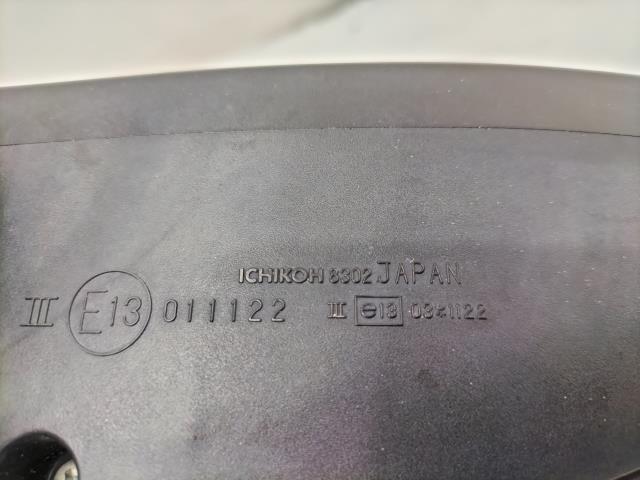 ICHIKOH 8302 JAPAN
III E13 011122 II e13 03*1122